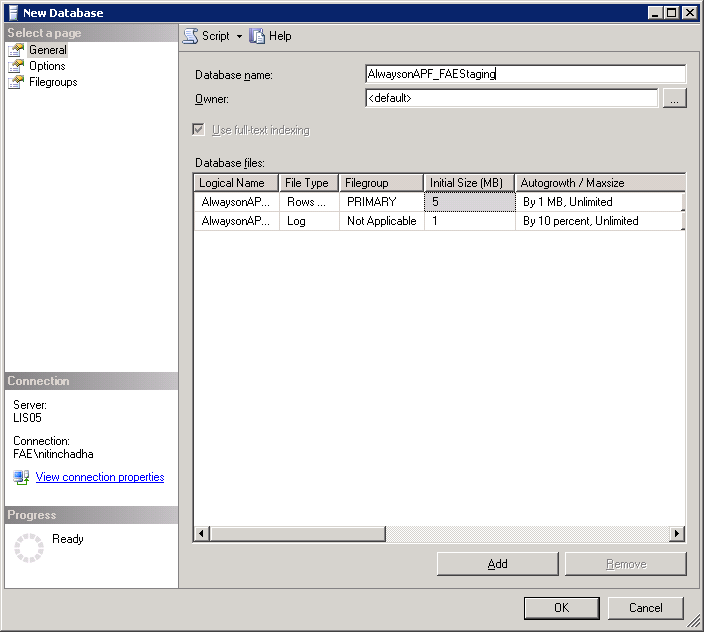 New Database
Select a page
General
Options
Filegroups
Script Help
Database name: AlwaysonAPF_FAEStaging
Owner: <default> ...
Use full-text indexing
Database files:
Logical Name File Type Filegroup Initial Size (MB) Autogrowth / Maxsize
AlwaysonAP... Rows ... PRIMARY 5 By 1 MB, Unlimited
AlwaysonAP... Log Not Applicable 1 By 10 percent, Unlimited
Connection
Server:
LIS05
Connection:
FAE\nitinchadha
View connection properties
Progress
Ready
Add Remove
OK Cancel